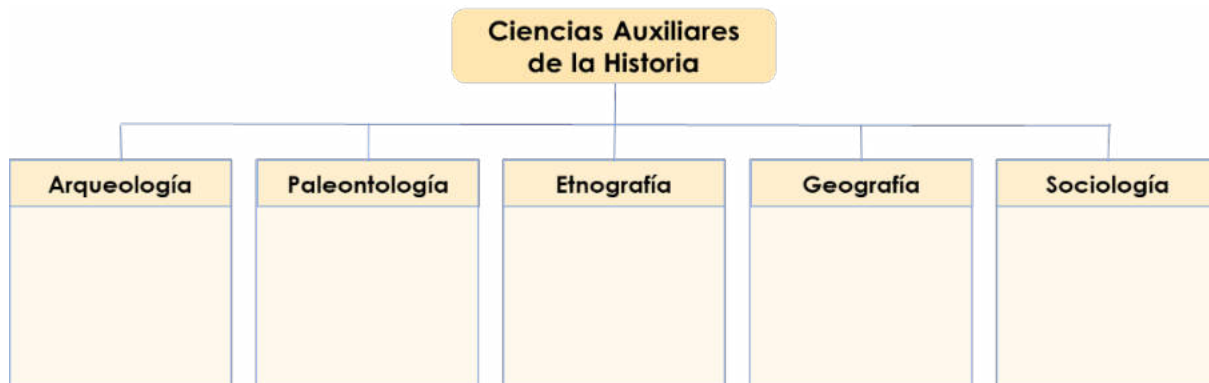 Ciencias Auxiliares
de la Historia
Arqueología
Paleontología
Etnografía
Geografía
Sociología